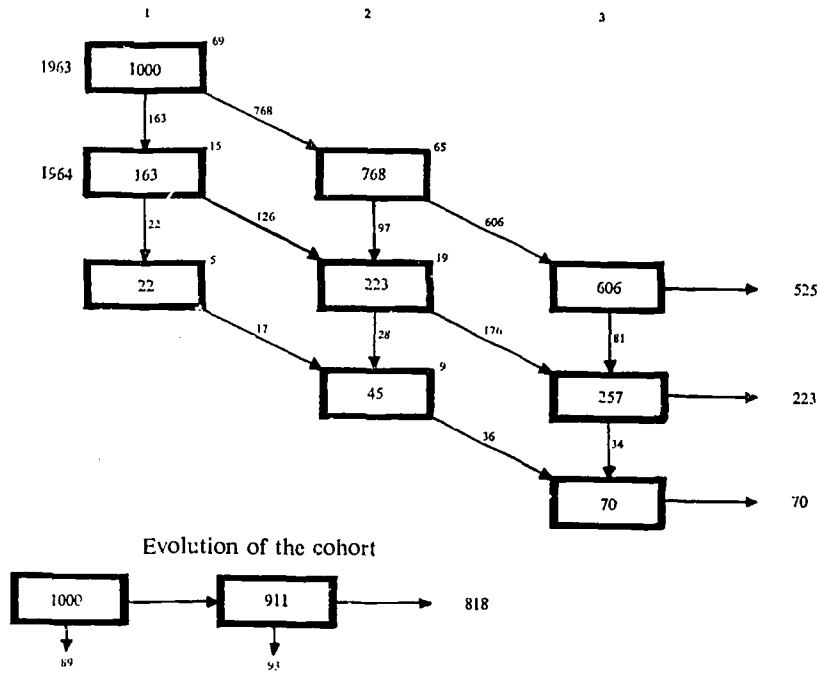 1 2 3
69
1963 1000
163 768
15 65
1964 163 768
22 126 97 606
5 19
22 223 606 525
17 28 176 81
9
45 257 223
36 34
70 70
Evolution of the cohort
1000 911 818
89 93